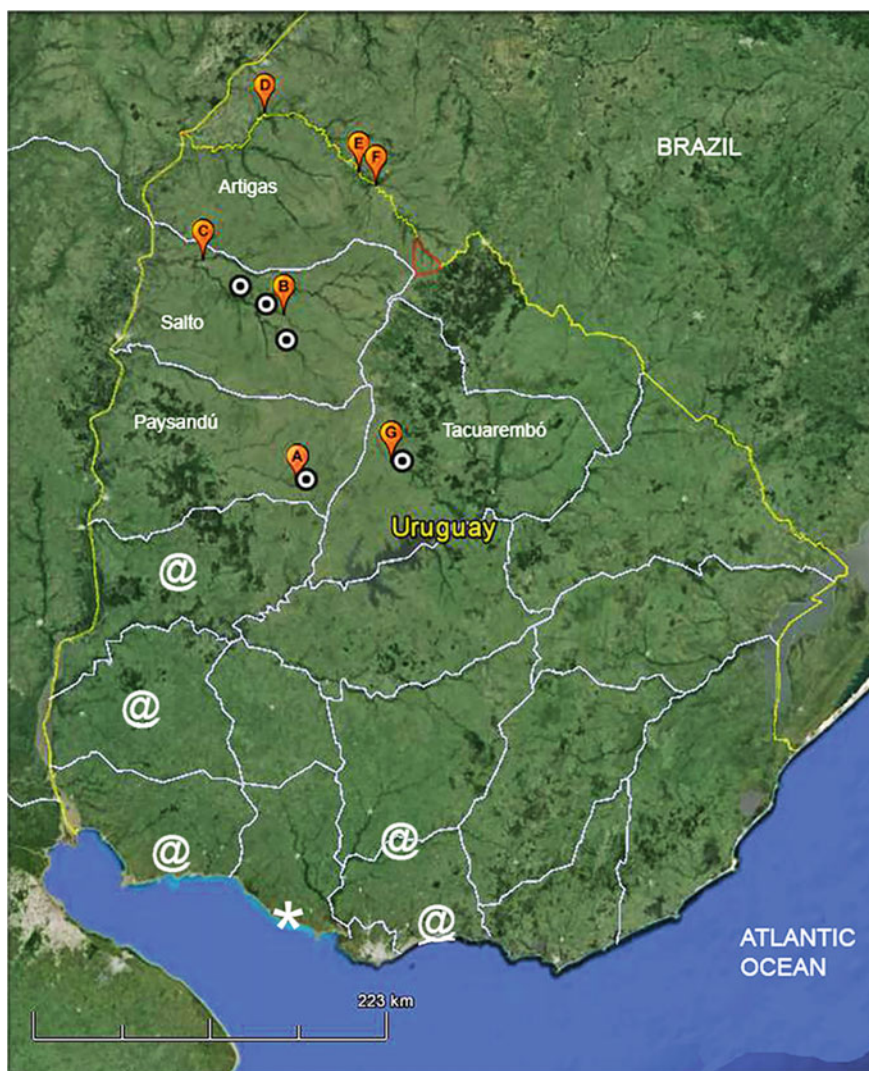 D
E
F
BRAZIL
Artigas
C
B
Salto
Paysandú
G
Tacuarembó
A
Uruguay
@
@
@
@
*
@
ATLANTIC
OCEAN
223 km